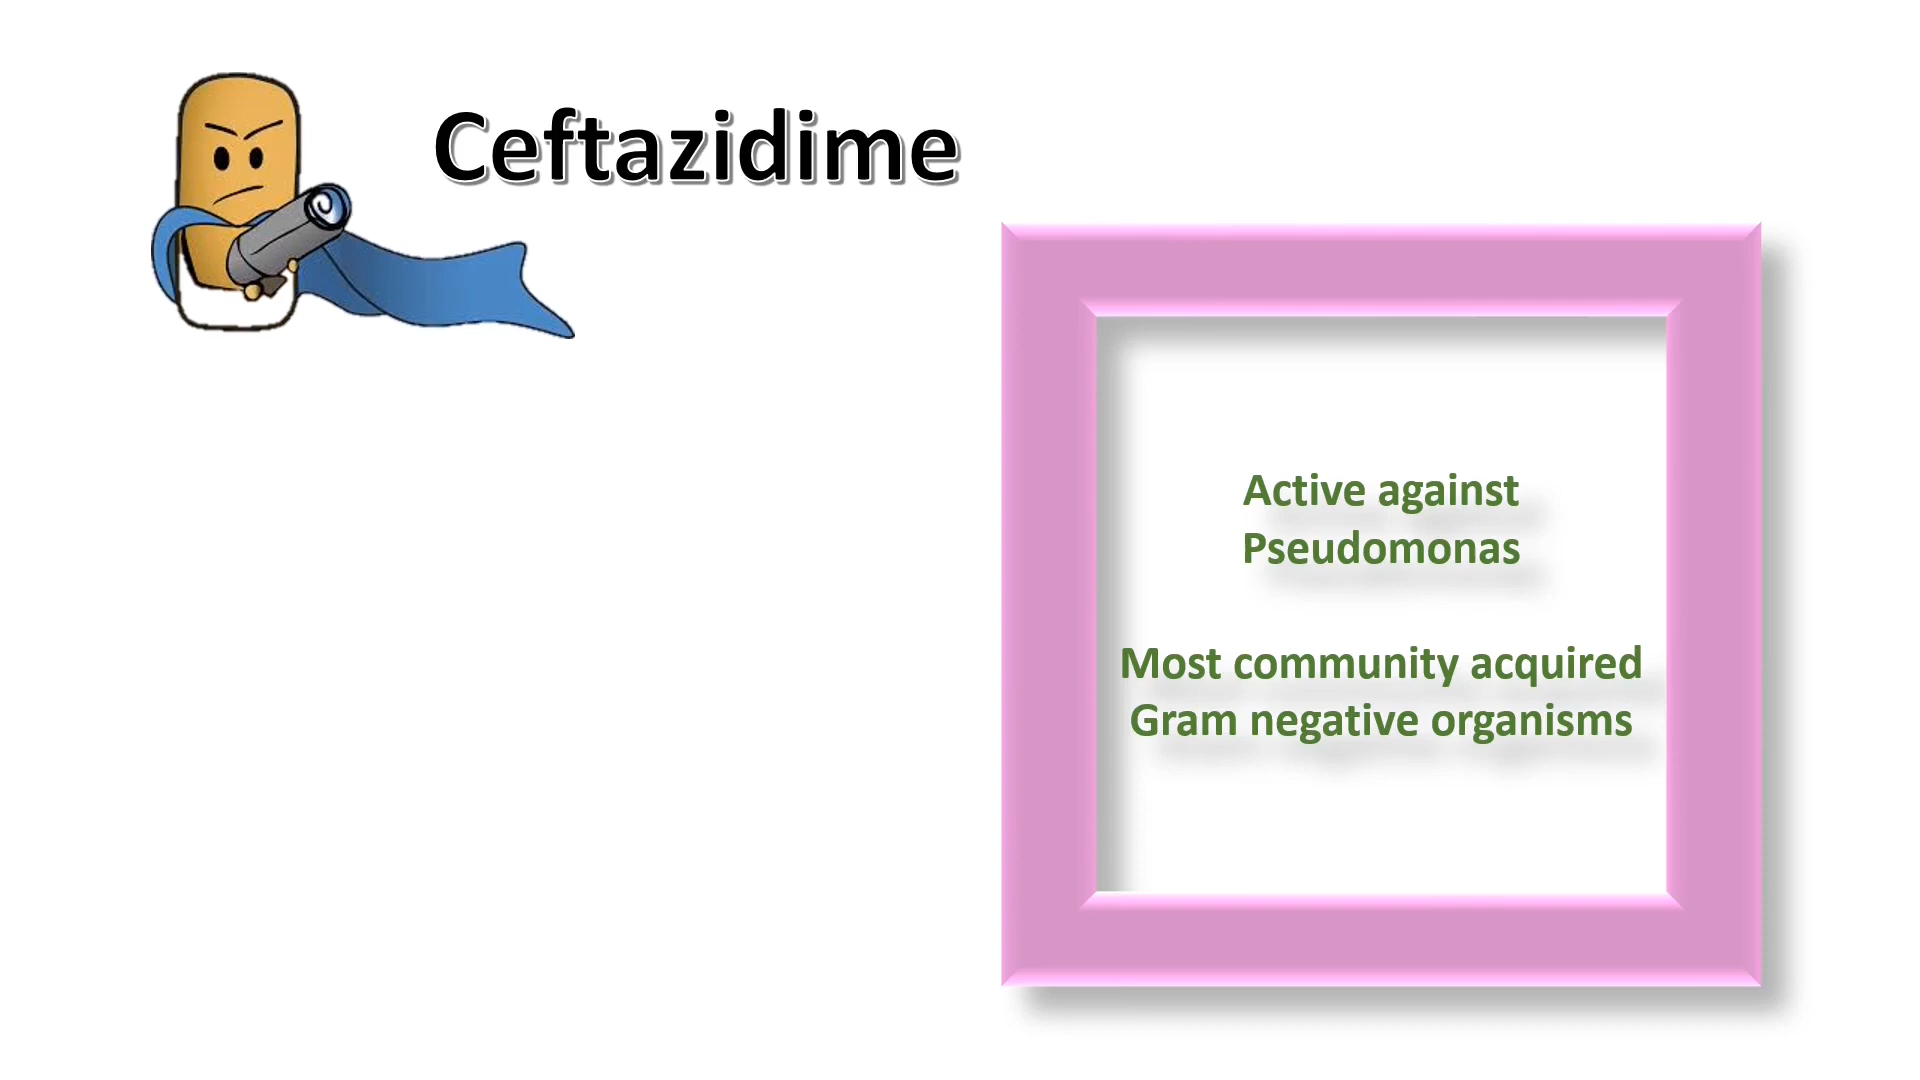 Ceftazidime
Active against
Pseudomonas
Most community acquired
Gram negative organisms